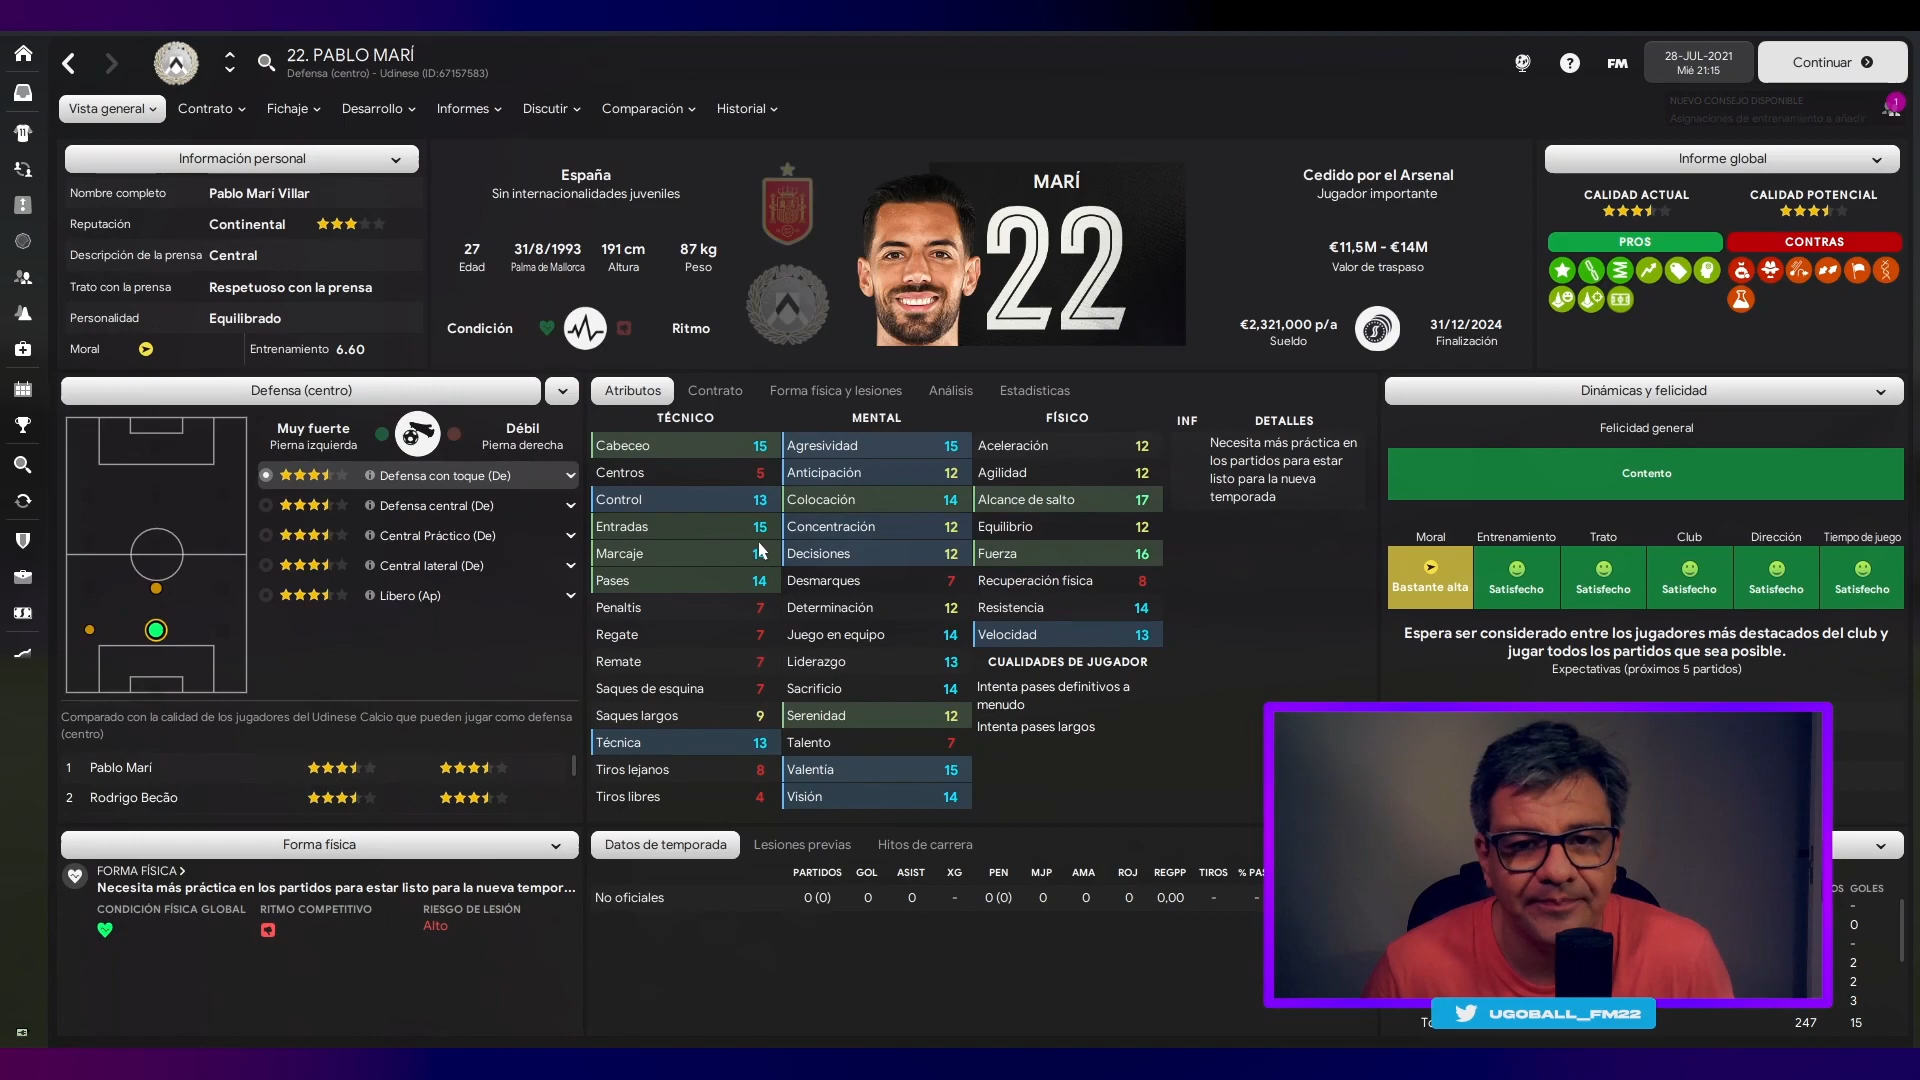 22. PABLO MARÍ
Defensa (centro) - Udinese (ID:67157583)
FM
28-JUL-2021
Mié 21:15
Continuar
Vista general
Contrato
Fichaje
Desarrollo
Informes
Discutir
Comparación
Historial
NUEVO CONSEJO DISPONIBLE
Asignaciones de entrenamiento a añadir
1
Información personal
Nombre completo Pablo Marí Villar
Reputación Continental
Descripción de la prensa Central
Trato con la prensa Respetuoso con la prensa
Personalidad Equilibrado
Moral
Entrenamiento 6.60
España
Sin internacionalidades juveniles
27 31/8/1993 191 cm 87 kg
Edad Palma de Mallorca Altura Peso
Condición Ritmo
MARÍ
22
Cedido por el Arsenal
Jugador importante
€11,5M - €14M
Valor de traspaso
€2,321,000 p/a 31/12/2024
Sueldo Finalización
Informe global
CALIDAD ACTUAL CALIDAD POTENCIAL
PROS CONTRAS
Defensa (centro)
Muy fuerte Débil
Pierna izquierda Pierna derecha
Defensa con toque (De)
Defensa central (De)
Central Práctico (De)
Central lateral (De)
Líbero (Ap)
Comparado con la calidad de los jugadores del Udinese Calcio que pueden jugar como defensa
(centro)
1 Pablo Marí
2 Rodrigo Becão
Atributos Contrato Forma física y lesiones Análisis Estadísticas
TÉCNICO
Cabeceo 15
Centros 5
Control 13
Entradas 15
Marcaje
Pases 14
Penaltis 7
Regate 7
Remate 7
Saques de esquina 7
Saques largos 9
Técnica 13
Tiros lejanos 8
Tiros libres 4
MENTAL
Agresividad 15
Anticipación 12
Colocación 14
Concentración 12
Decisiones 12
Desmarques 7
Determinación 12
Juego en equipo 14
Liderazgo 13
Sacrificio 14
Serenidad 12
Talento 7
Valentía 15
Visión 14
FÍSICO
Aceleración 12
Agilidad 12
Alcance de salto 17
Equilibrio 12
Fuerza 16
Recuperación física 8
Resistencia 14
Velocidad 13
CUALIDADES DE JUGADOR
Intenta pases definitivos a
menudo
Intenta pases largos
INF DETALLES
Necesita más práctica en
los partidos para estar
listo para la nueva
temporada
Dinámicas y felicidad
Felicidad general
Contento
Moral Entrenamiento Trato Club Dirección Tiempo de juego
Bastante alta Satisfecho Satisfecho Satisfecho Satisfecho Satisfecho
Espera ser considerado entre los jugadores más destacados del club y
jugar todos los partidos que sea posible.
Expectativas (próximos 5 partidos)
Forma física
FORMA FÍSICA
Necesita más práctica en los partidos para estar listo para la nueva tempor...
CONDICIÓN FÍSICA GLOBAL RITMO COMPETITIVO RIESGO DE LESIÓN
Alto
Datos de temporada Lesiones previas Hitos de carrera
PARTIDOS GOL ASIST XG PEN MJP AMA ROJ REGPP TIROS % PAS
No oficiales 0 (0) 0 0 - 0 (0) 0 0 0 0,00 - -
OS GOLES
-
0
-
2
2
3
247 15
UGOBALL_FM22